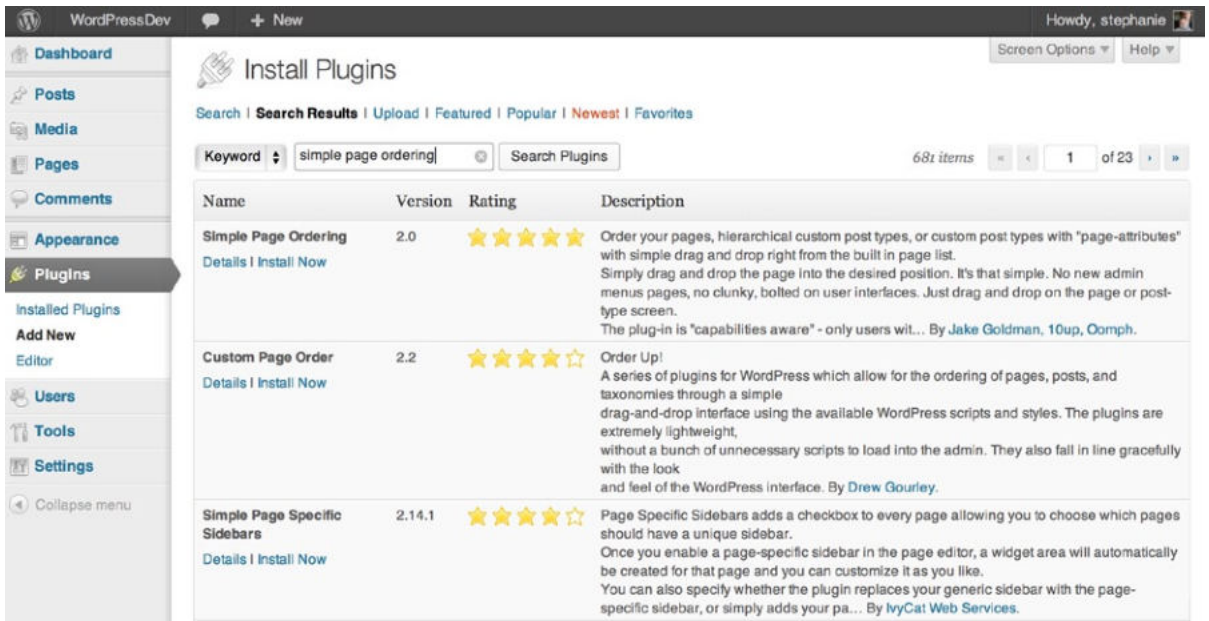 WordPressDev + New Howdy, stephanie
Screen Options Help
Dashboard
Posts
Media
Pages
Comments
Appearance
PlugIns
Installed Plugins
Add New
Editor
Users
Tools
Settings
Collapse menu
Install Plugins
Search | Search Results | Upload | Featured | Popular | Newest | Favorites
Keyword simple page ordering Search Plugins 681 items « ‹ 1 of 23 › »
Name Version Rating Description
Simple Page Ordering 2.0
Details | Install Now
Order your pages, hierarchical custom post types, or custom post types with "page-attributes"
with simple drag and drop right from the built in page list.
Simply drag and drop the page into the desired position. It's that simple. No new admin
menus pages, no clunky, bolted on user interfaces. Just drag and drop on the page or post-
type screen.
The plug-in is "capabilities aware" - only users wit... By Jake Goldman, 10up, Oomph.
Custom Page Order 2.2
Details | Install Now
Order Up!
A series of plugins for WordPress which allow for the ordering of pages, posts, and
taxonomies through a simple
drag-and-drop interface using the available WordPress scripts and styles. The plugins are
extremely lightweight,
without a bunch of unnecessary scripts to load into the admin. They also fall in line gracefully
with the look
and feel of the WordPress interface. By Drew Gourley.
Simple Page Specific 2.14.1
Sidebars
Details | Install Now
Page Specific Sidebars adds a checkbox to every page allowing you to choose which pages
should have a unique sidebar.
Once you enable a page-specific sidebar in the page editor, a widget area will automatically
be created for that page and you can customize it as you like.
You can also specify whether the plugin replaces your generic sidebar with the page-
specific sidebar, or simply adds your pa... By IvyCat Web Services.